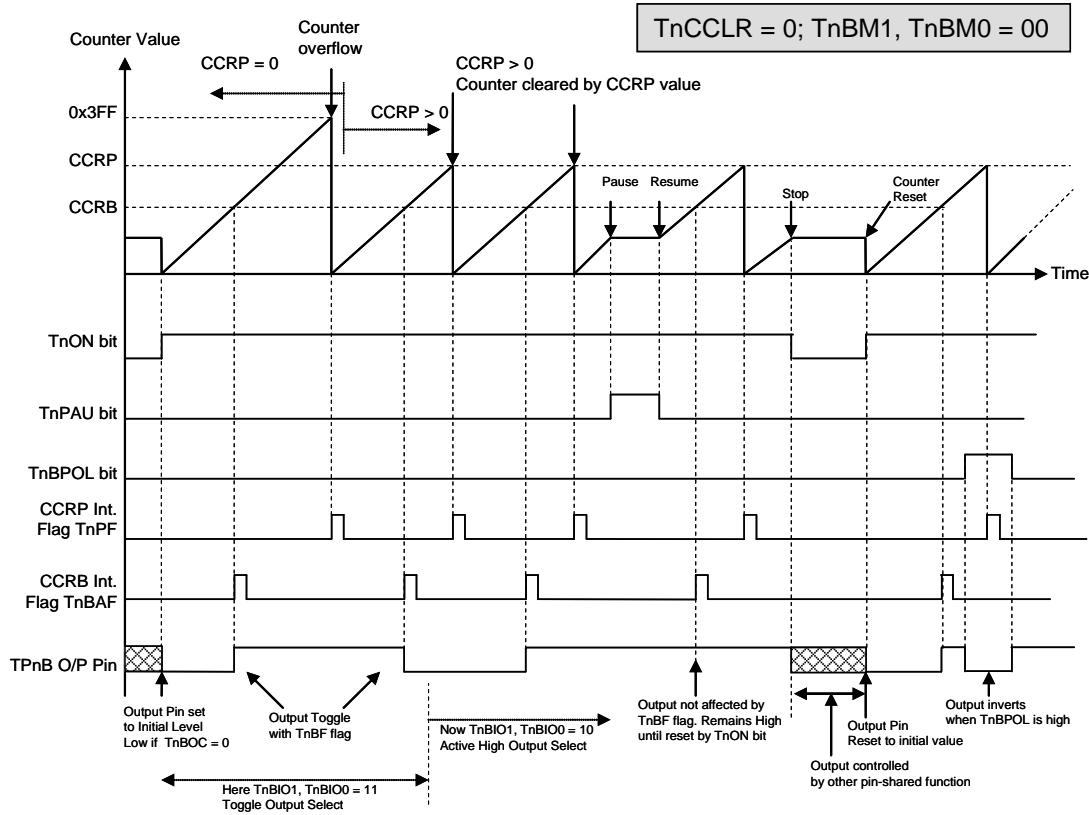 TnCCLR = 0; TnBM1, TnBM0 = 00
Counter Value
Counter
overflow
CCRP = 0
CCRP > 0
CCRP > 0
Counter cleared by CCRP value
0x3FF
CCRP
CCRB
Pause
Resume
Stop
Counter
Reset
Time
TnON bit
TnPAU bit
TnBPOL bit
CCRP Int.
Flag TnPF
CCRB Int.
Flag TnBAF
TPnB O/P Pin
Output Pin set
to Initial Level
Low if TnBOC = 0
Output Toggle
with TnBF flag
Now TnBIO1, TnBIO0 = 10
Active High Output Select
Output not affected by
TnBF flag. Remains High
until reset by TnON bit
Output Pin
Reset to initial value
Output inverts
when TnBPOL is high
Output controlled
by other pin-shared function
Here TnBIO1, TnBIO0 = 11
Toggle Output Select